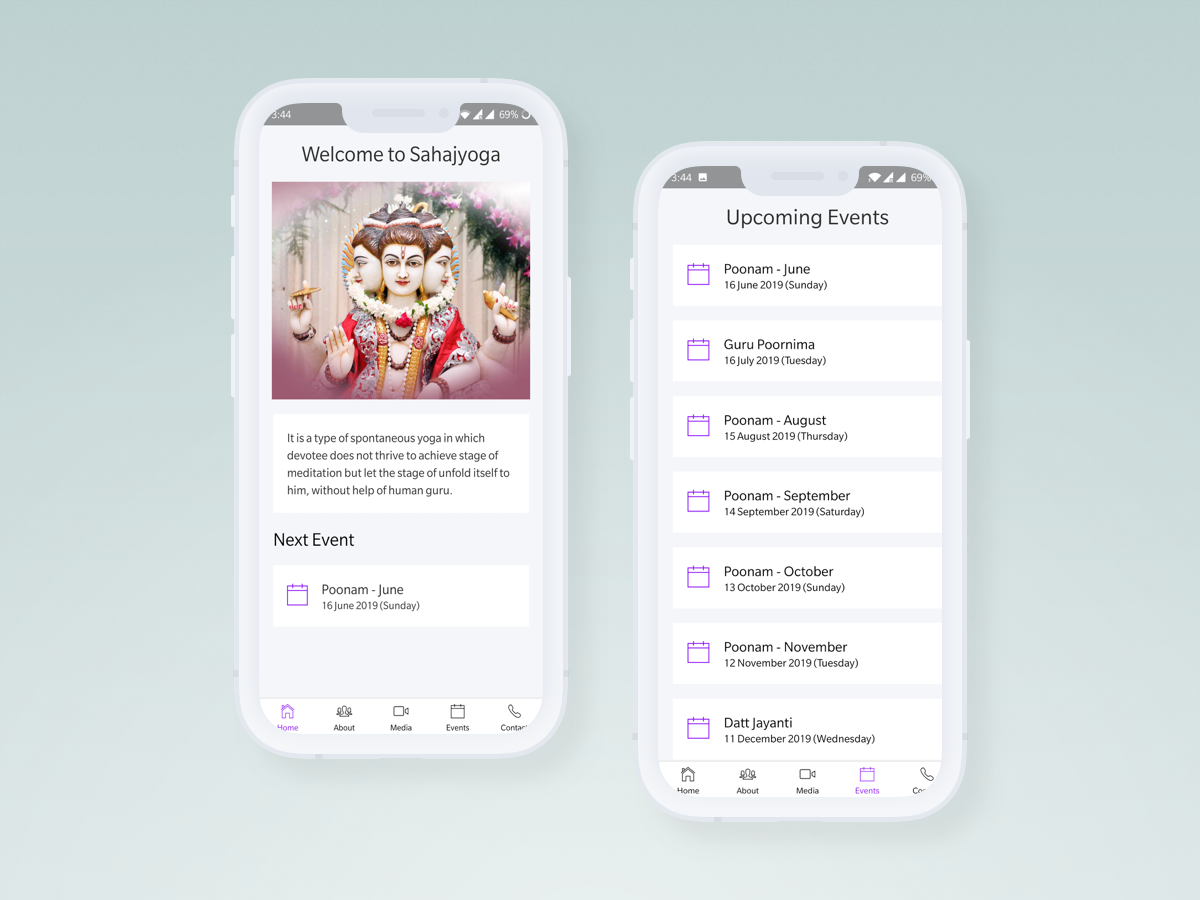 3:44
69%
Welcome to Sahajyoga
It is a type of spontaneous yoga in which
devotee does not thrive to achieve stage of
meditation but let the stage of unfold itself to
him, without help of human guru.
Next Event
Poonam - June
16 June 2019 (Sunday)
Home
About
Media
Events
Contac
3:44
69%
Upcoming Events
Poonam - June
16 June 2019 (Sunday)
Guru Poornima
16 July 2019 (Tuesday)
Poonam - August
15 August 2019 (Thursday)
Poonam - September
14 September 2019 (Saturday)
Poonam - October
13 October 2019 (Sunday)
Poonam - November
12 November 2019 (Tuesday)
Datt Jayanti
11 December 2019 (Wednesday)
Home
About
Media
Events